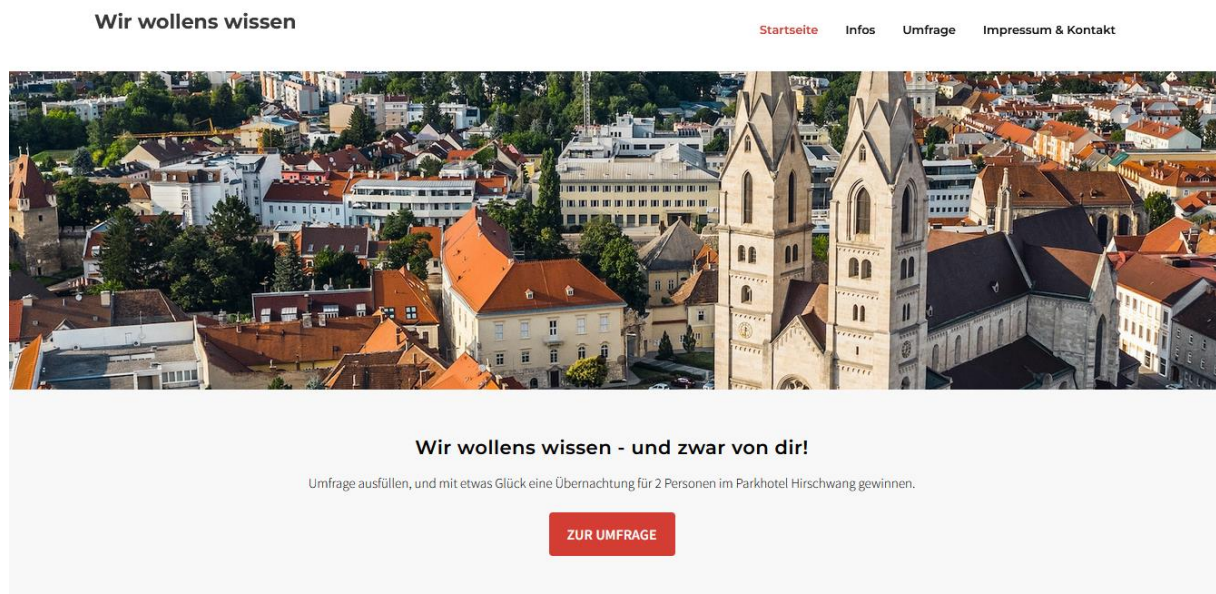 Wir wollens wissen
Startseite Infos Umfrage Impressum & Kontakt
Wir wollens wissen - und zwar von dir!
Umfrage ausfüllen, und mit etwas Glück eine Übernachtung für 2 Personen im Parkhotel Hirschwang gewinnen.
ZUR UMFRAGE